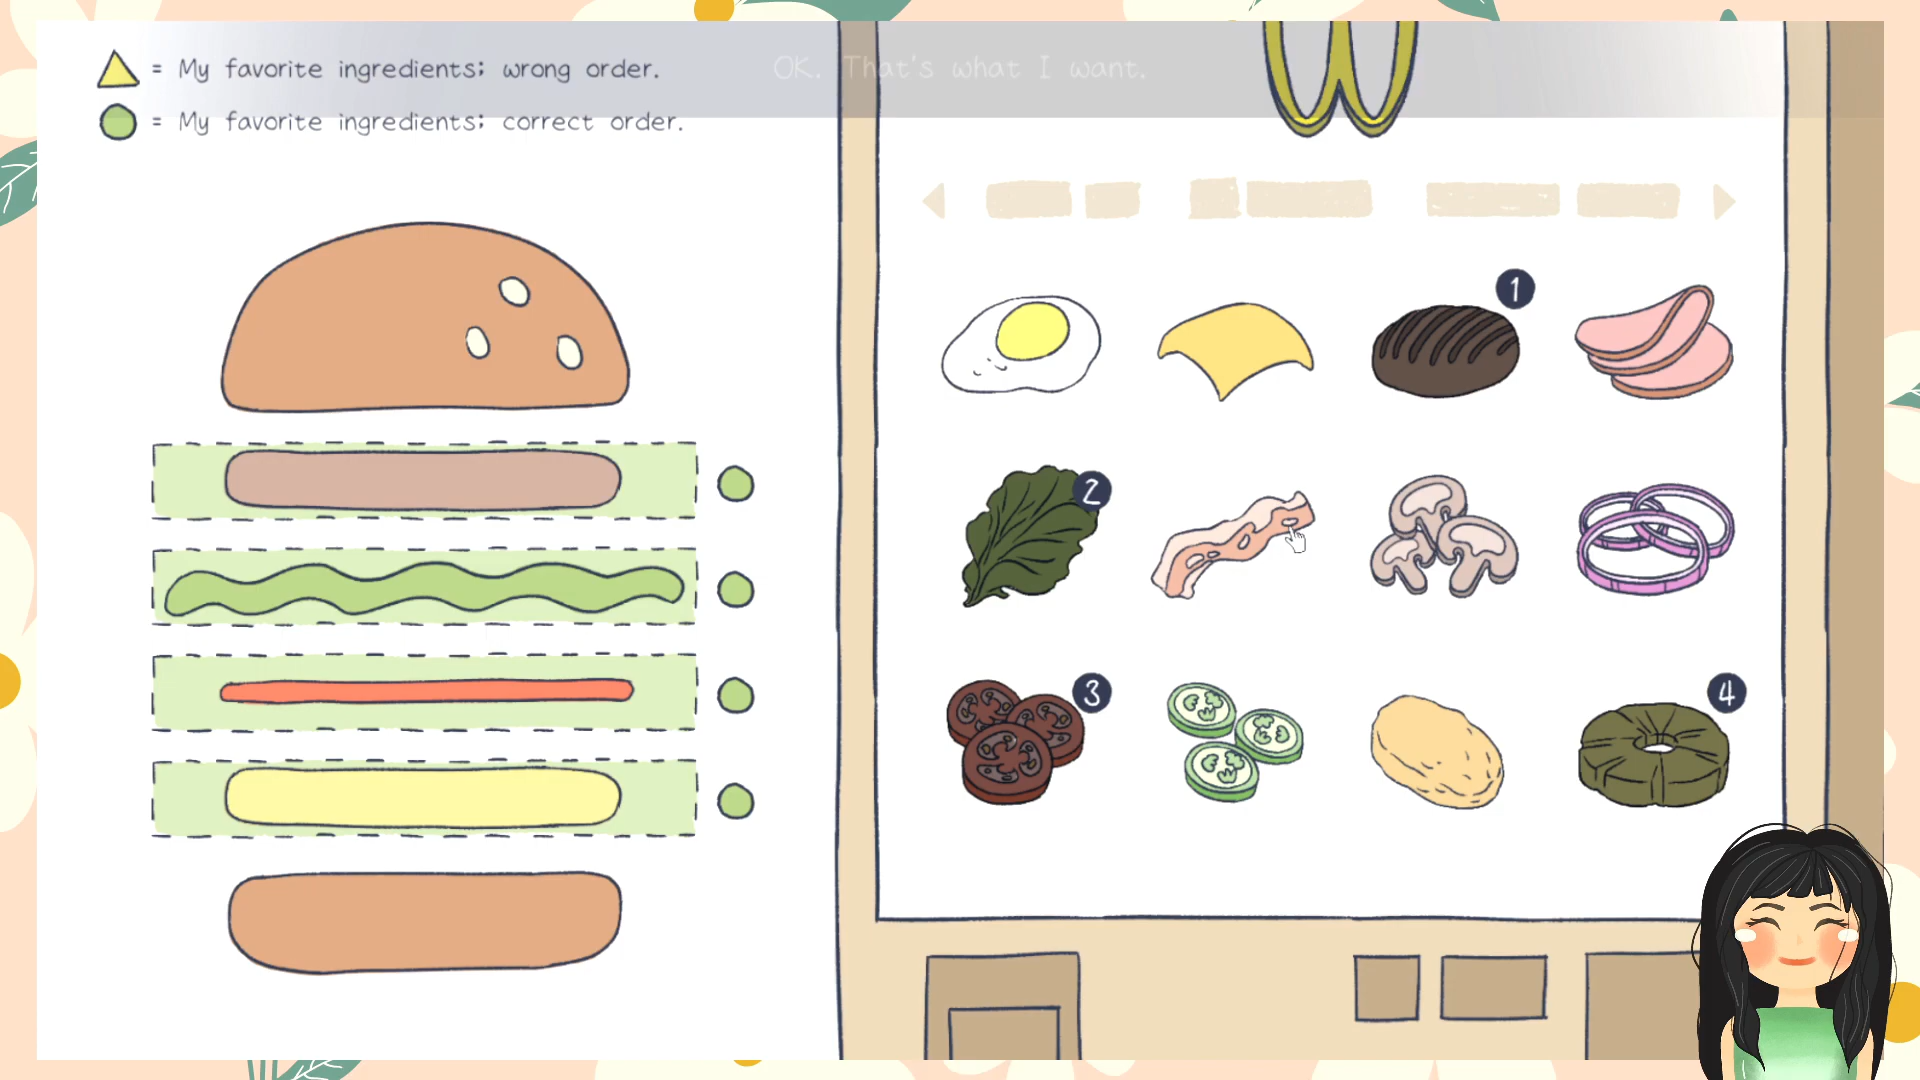 = My favorite ingredients; wrong order.
OK. That's what I want.
= My favorite ingredients; correct order.
1
2
3
4